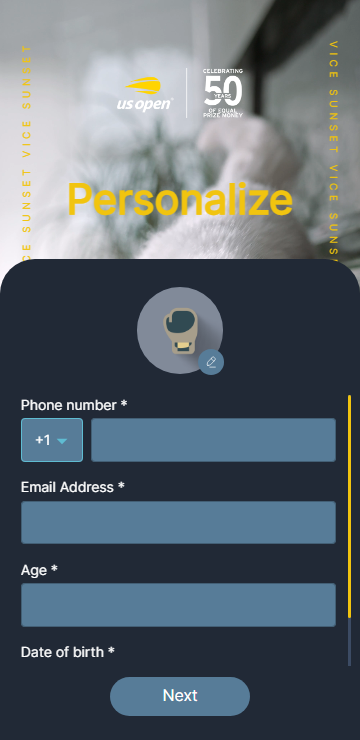 VICE SUNSET VICE SUNSET
VICE SUNSET VICE SUNS
us open
CELEBRATING
50
YEARS
OF EQUAL
PRIZE MONEY
Personalize
Phone number *
+1
Email Address *
Age *
Date of birth *
Next